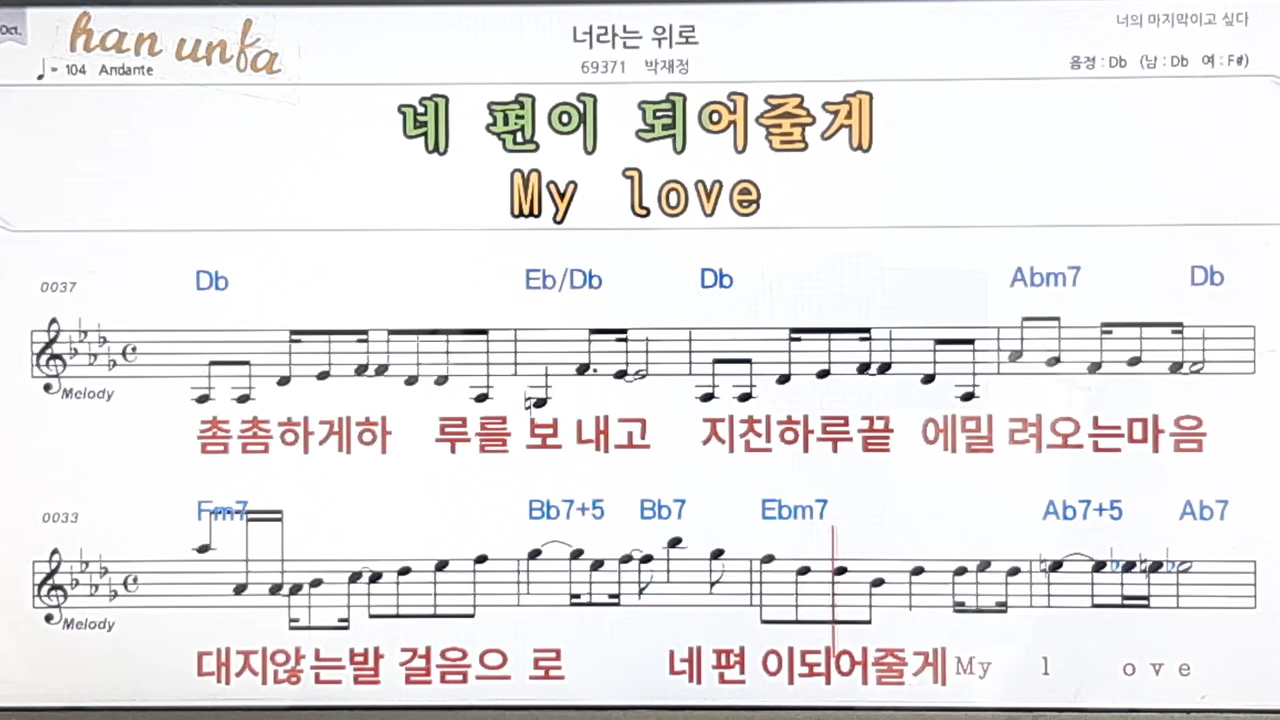 Oct.
han unfa
너라는 위로
너의 마지막이고 싶다
♩= 104 Andante
69371 박재정
음정 : Db (남 : Db 여 : F#)
네 편이 되어줄게
My love
0037
Db Eb/Db Db Abm7 Db
Melody
촘촘하게하 루를 보 내고 지친하루끝 에밀 려오는마 음
0033
Fm7 Bb7+5 Bb7 Ebm7 Ab7+5 Ab7
Melody
대지않는발 걸음으 로 네 편 이되어줄게 My l ove